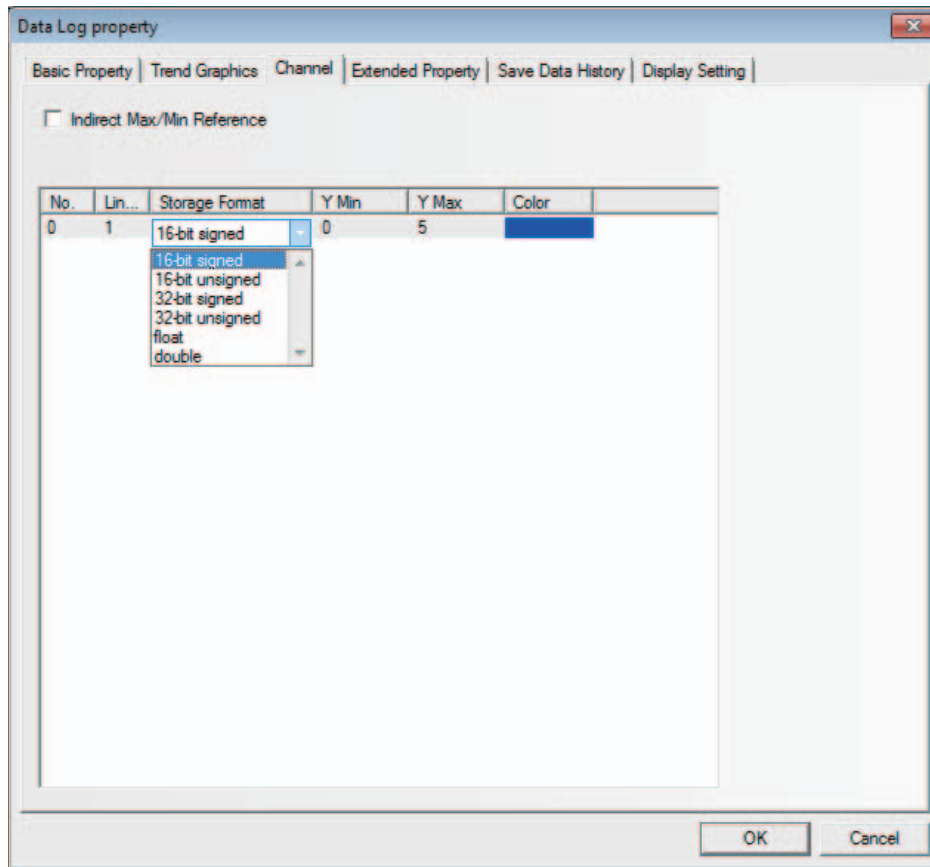 Data Log property
Basic Property Trend Graphics Channel Extended Property Save Data History Display Setting
Indirect Max/Min Reference
No. Lin... Storage Format Y Min Y Max Color
0 1 16-bit signed 0 5
16-bit signed
16-bit unsigned
32-bit signed
32-bit unsigned
float
double
OK Cancel